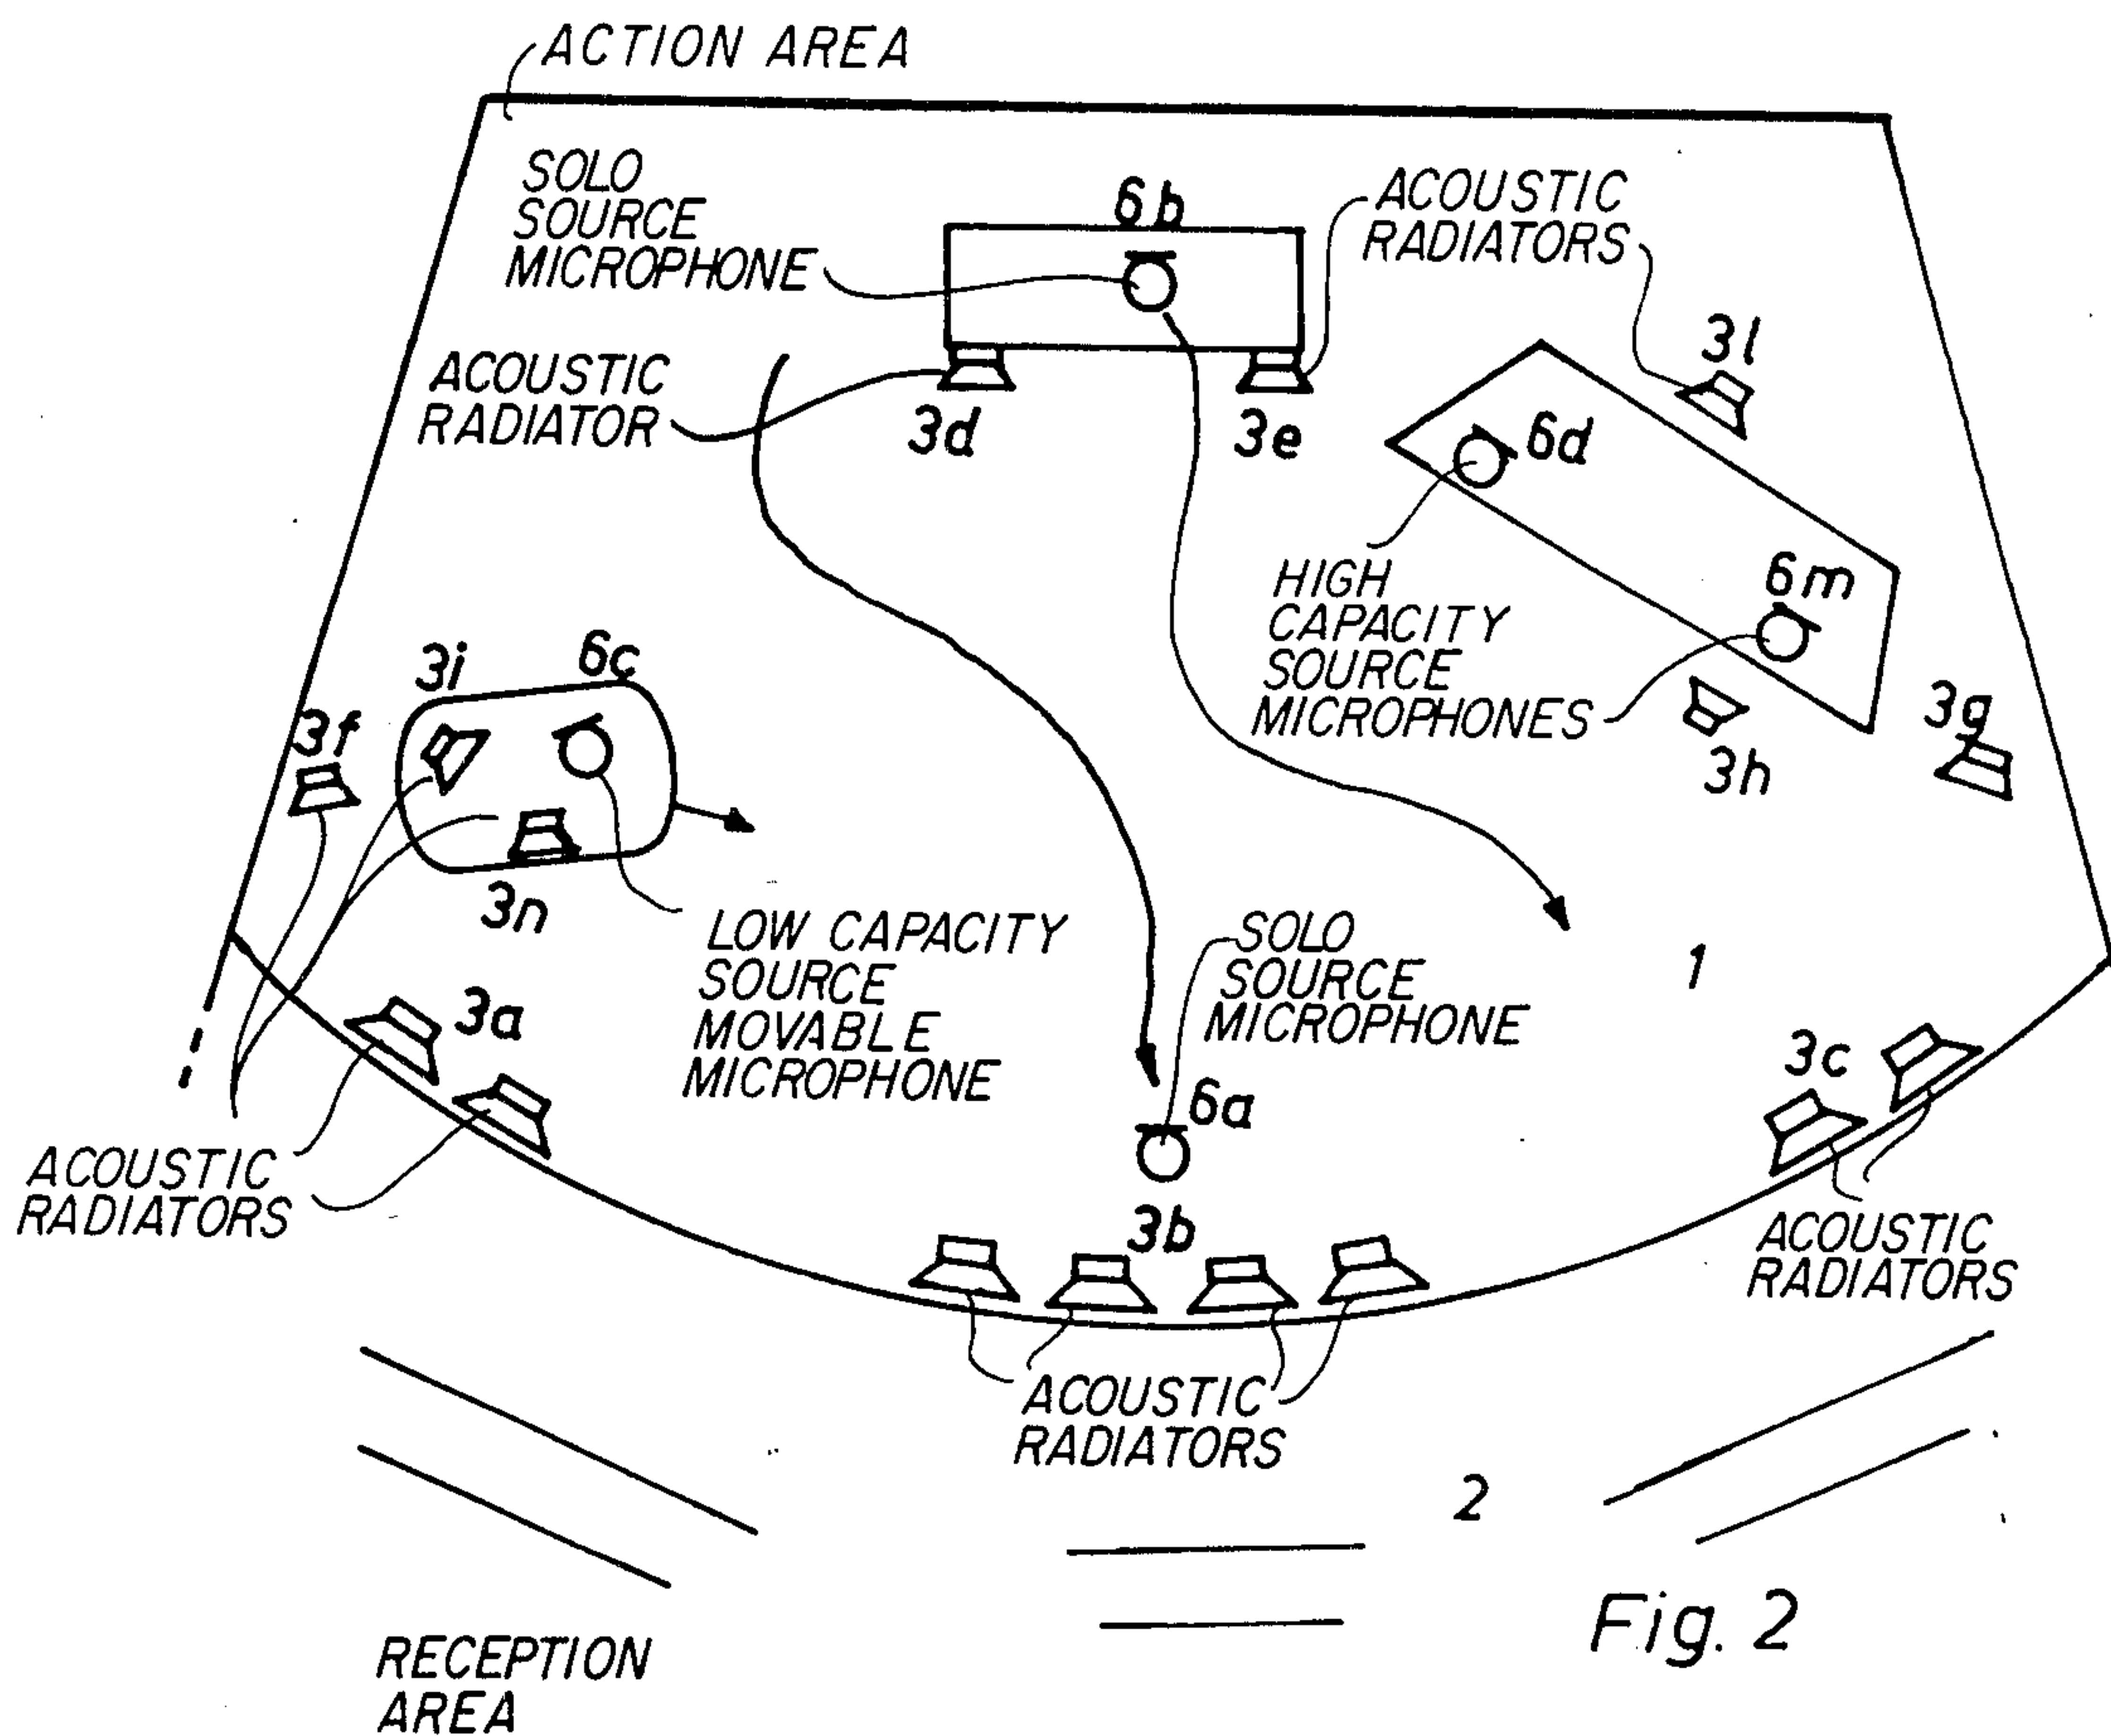 ACTION AREA
SOLO
SOURCE
MICROPHONE
6b
ACOUSTIC
RADIATORS
ACOUSTIC
RADIATOR
3d
3e
3l
6d
HIGH
CAPACITY
SOURCE
MICROPHONES
6m
3h
3g
3i
6c
3f
3n
LOW CAPACITY
SOURCE
MOVABLE
MICROPHONE
SOLO
SOURCE
MICROPHONE
1
3a
6a
3c
ACOUSTIC
RADIATORS
3b
ACOUSTIC
RADIATORS
ACOUSTIC
RADIATORS
2
RECEPTION
AREA
Fig. 2